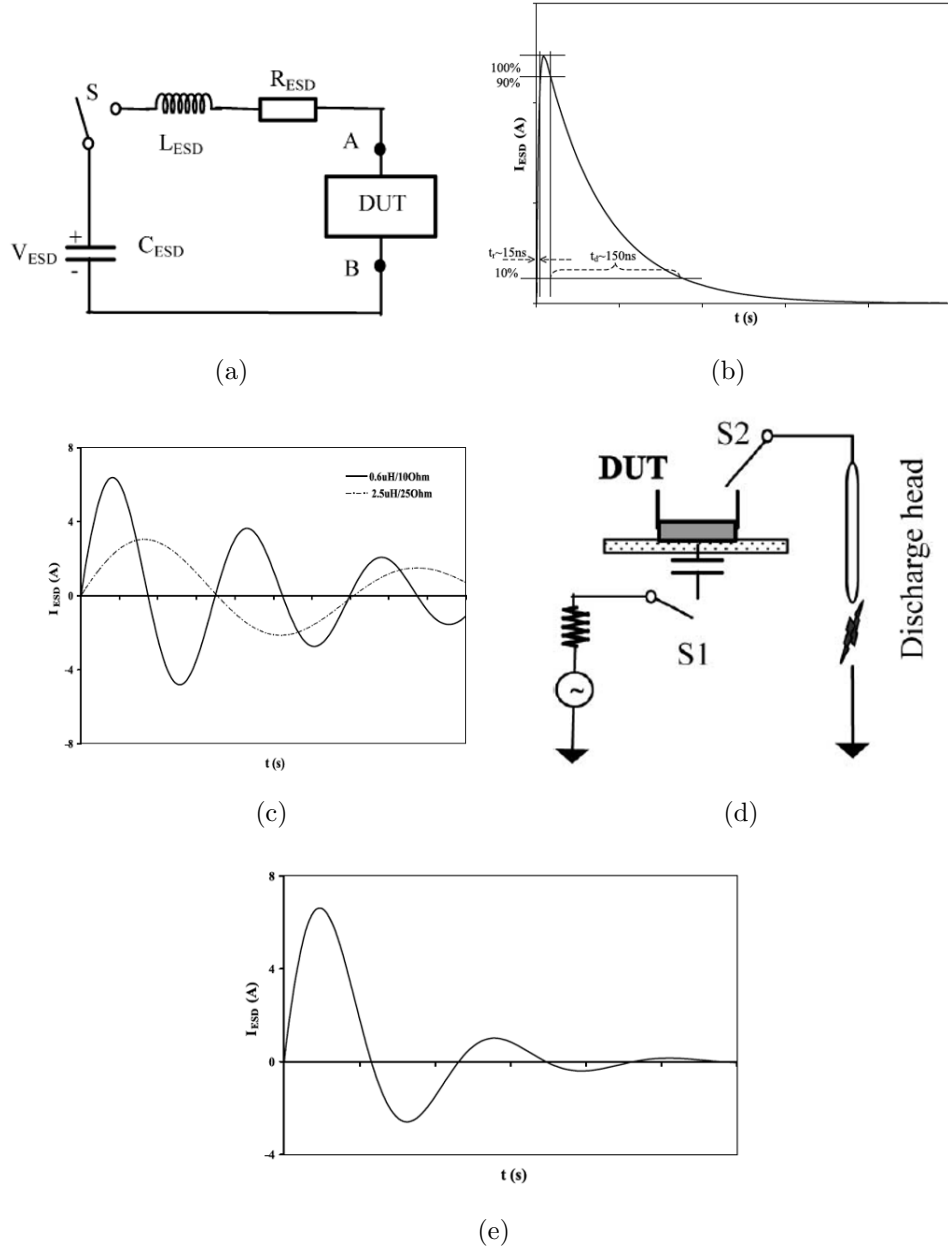 S
R_ESD
L_ESD
A
DUT
V_ESD
+
-
C_ESD
B
(a)
100%
90%
I_ESD (A)
t_r~15ns
t_d~150ns
10%
t (s)
(b)
8
0.6uH/10Ohm
2.5uH/25Ohm
4
I_ESD (A)
0
-4
-8
t (s)
(c)
S2
DUT
Discharge head
S1
~
(d)
8
4
I_ESD (A)
0
-4
t (s)
(e)